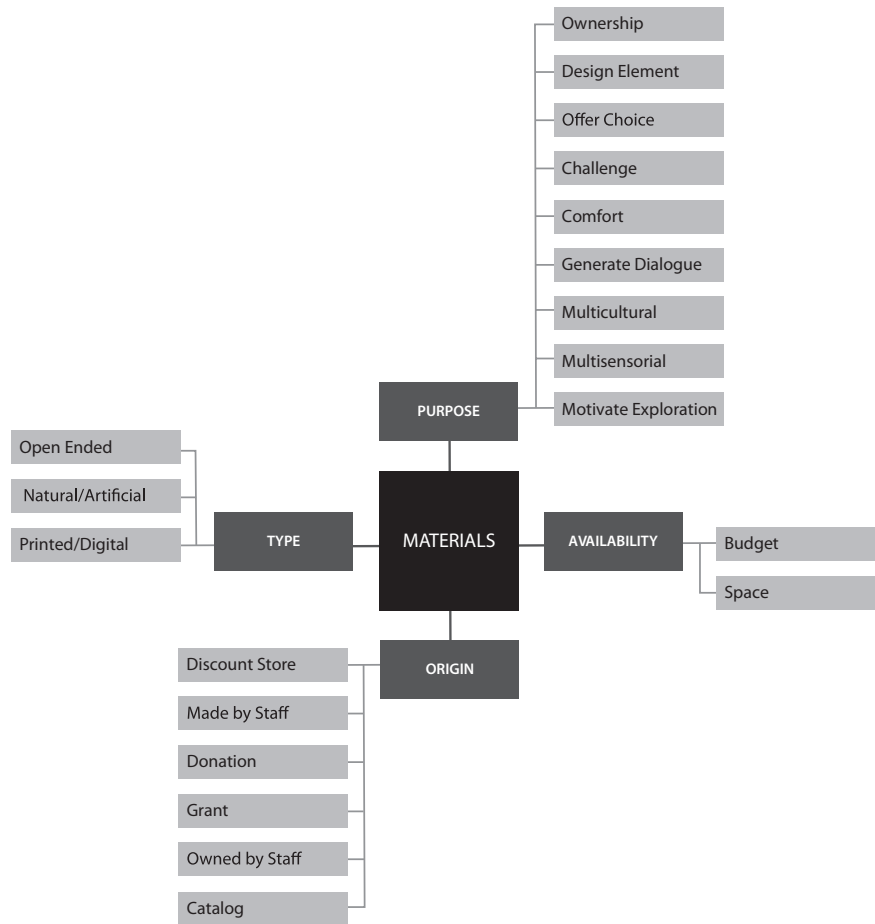 Ownership
Design Element
Offer Choice
Challenge
Comfort
Generate Dialogue
Multicultural
Multisensorial
Motivate Exploration
PURPOSE
Open Ended
Natural/Artificial
Printed/Digital
TYPE
MATERIALS
AVAILABILITY
Budget
Space
ORIGIN
Discount Store
Made by Staff
Donation
Grant
Owned by Staff
Catalog